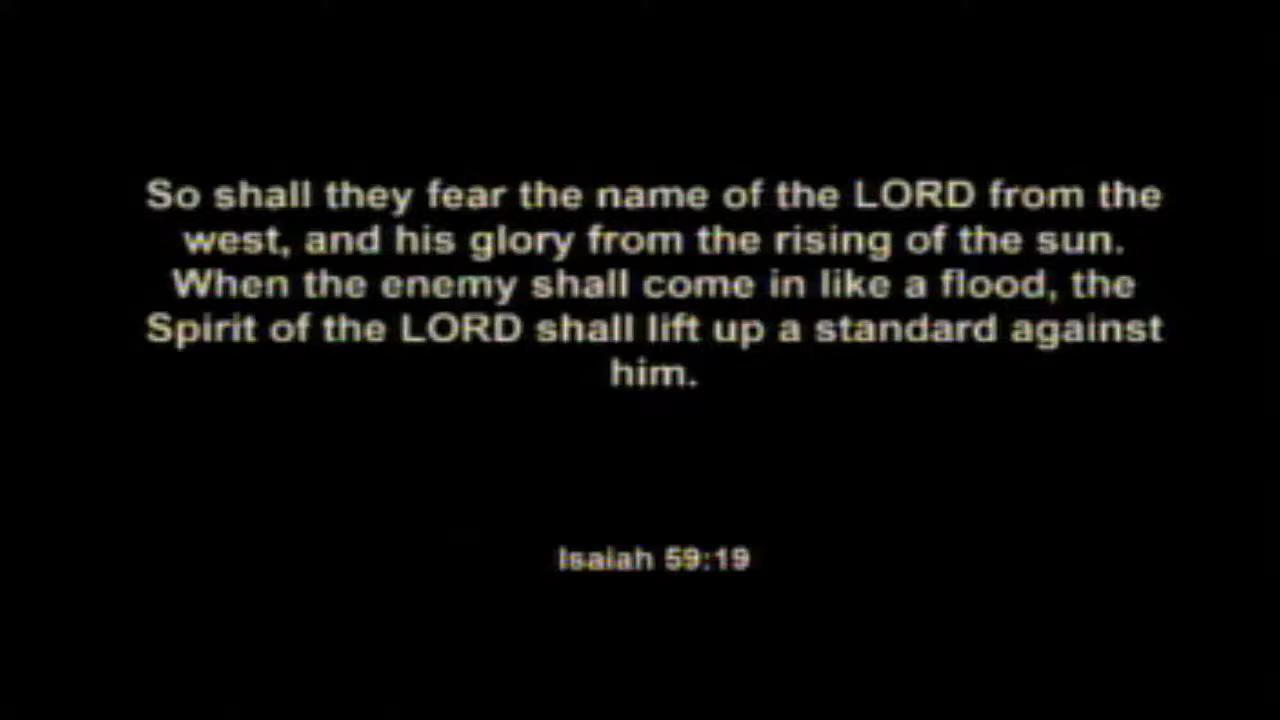 So shall they fear the name of the LORD from the
west, and his glory from the rising of the sun.
When the enemy shall come in like a flood, the
Spirit of the LORD shall lift up a standard against
him.
Isaiah 59:19